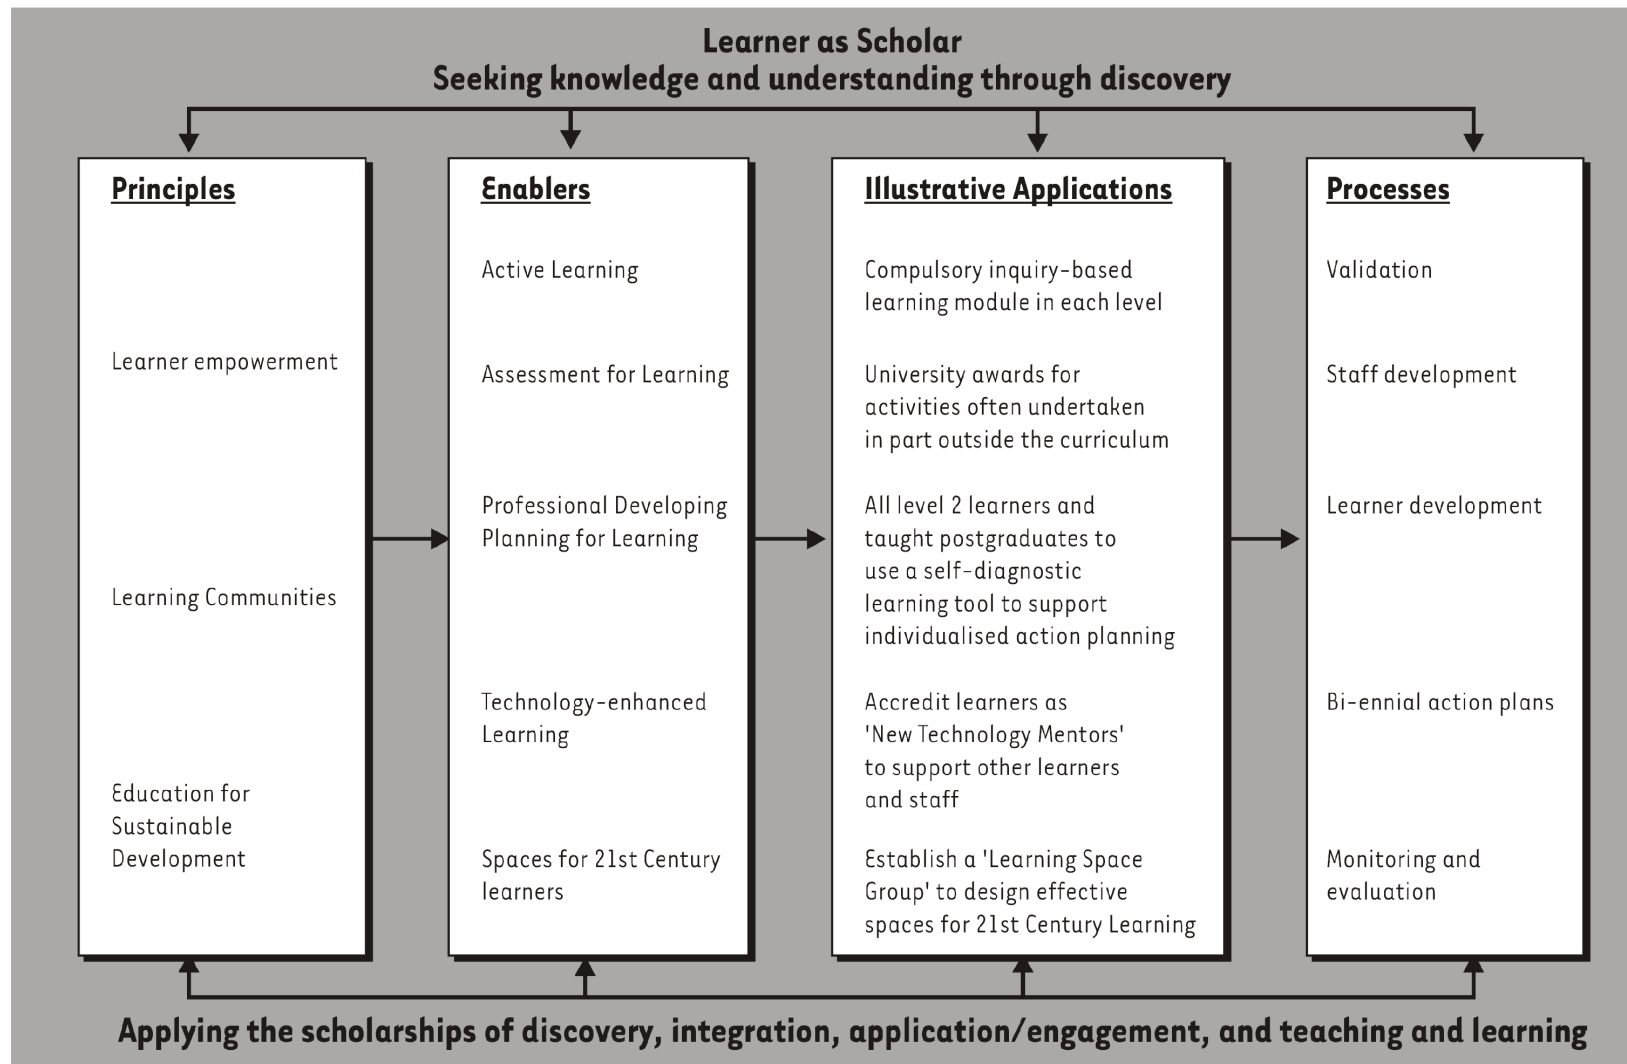 Learner as Scholar
Seeking knowledge and understanding through discovery
Principles
Learner empowerment
Learning Communities
Education for
Sustainable
Development
Enablers
Active Learning
Assessment for Learning
Professional Developing
Planning for Learning
Technology-enhanced
Learning
Spaces for 21st Century
learners
Illustrative Applications
Compulsory inquiry-based
learning module in each level
University awards for
activities often undertaken
in part outside the curriculum
All level 2 learners and
taught postgraduates to
use a self-diagnostic
learning tool to support
individualised action planning
Accredit learners as
'New Technology Mentors'
to support other learners
and staff
Establish a 'Learning Space
Group' to design effective
spaces for 21st Century Learning
Processes
Validation
Staff development
Learner development
Bi-ennial action plans
Monitoring and
evaluation
Applying the scholarships of discovery, integration, application/engagement, and teaching and learning